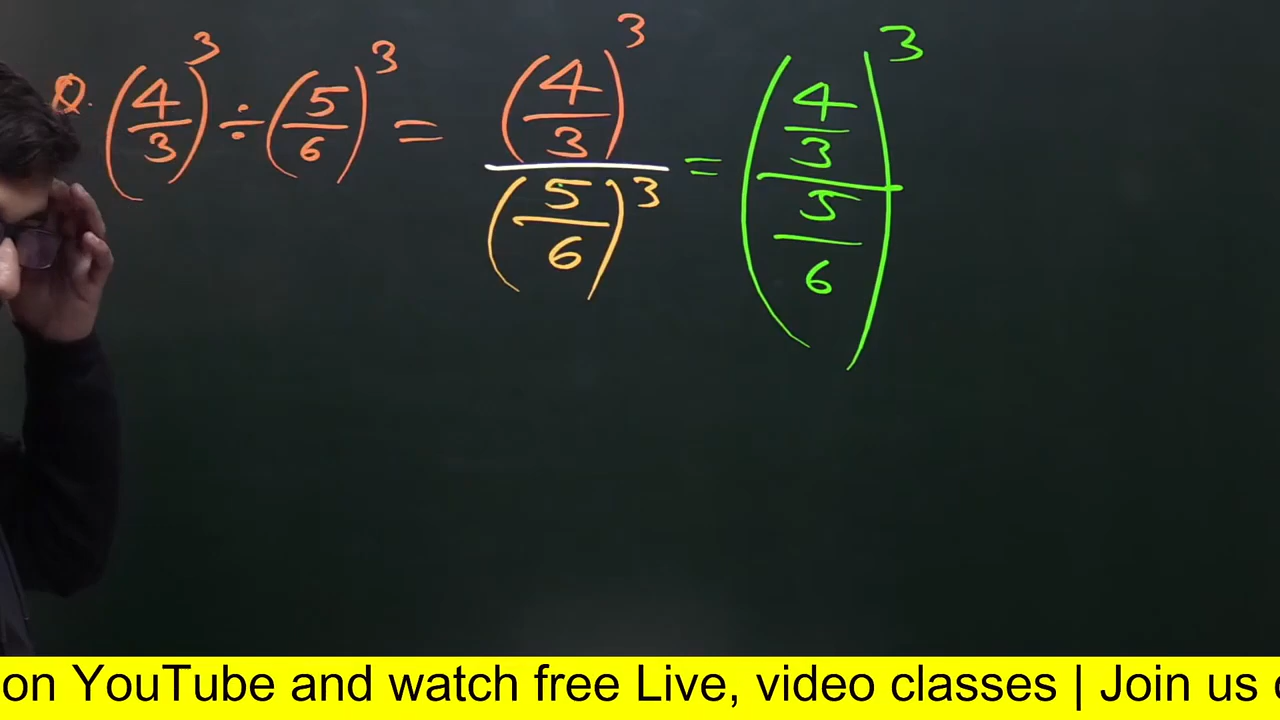 Q. (4/3)^3 ÷ (5/6)^3 = (4/3)^3 / (5/6)^3 = ((4/3) / (5/6))^3
on YouTube and watch free Live, video classes | Join us